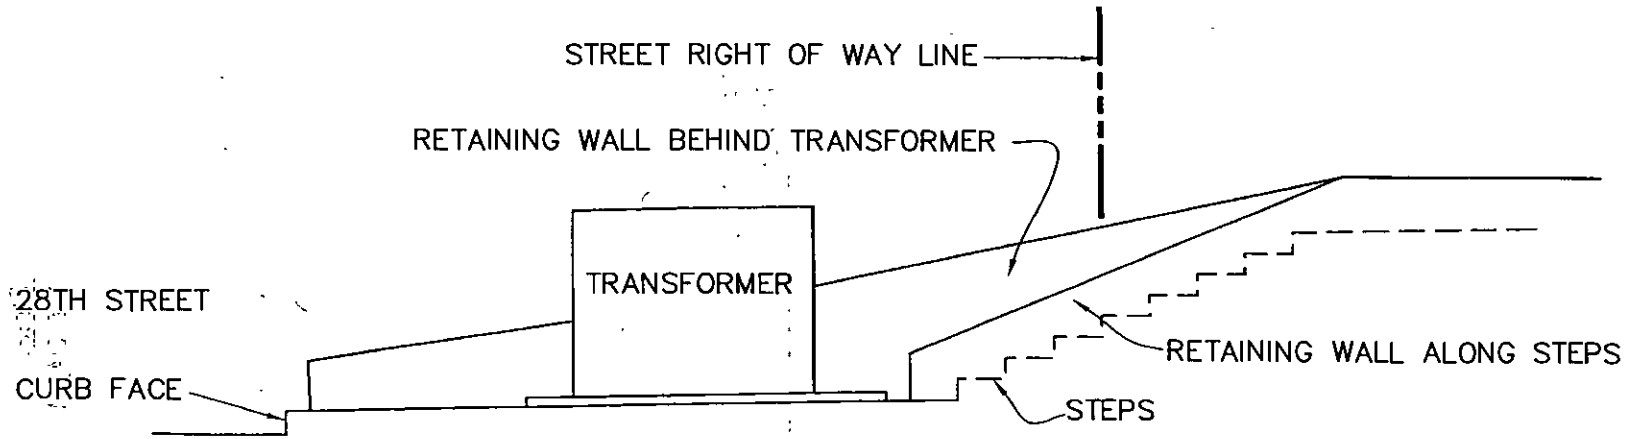 STREET RIGHT OF WAY LINE
RETAINING WALL BEHIND TRANSFORMER
TRANSFORMER
28TH STREET
RETAINING WALL ALONG STEPS
CURB FACE
STEPS